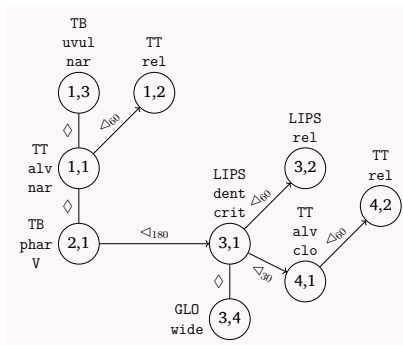 TB
uvul
nar
TT
rel
1,3
1,2
◊
◁60
LIPS
rel
TT
alv
nar
1,1
3,2
TT
rel
LIPS
dent
crit
◊
◁60
4,2
TB
phar
V
2,1
◁180
3,1
TT
alv
clo
◁60
◊
◁30
4,1
GLO
wide
3,4